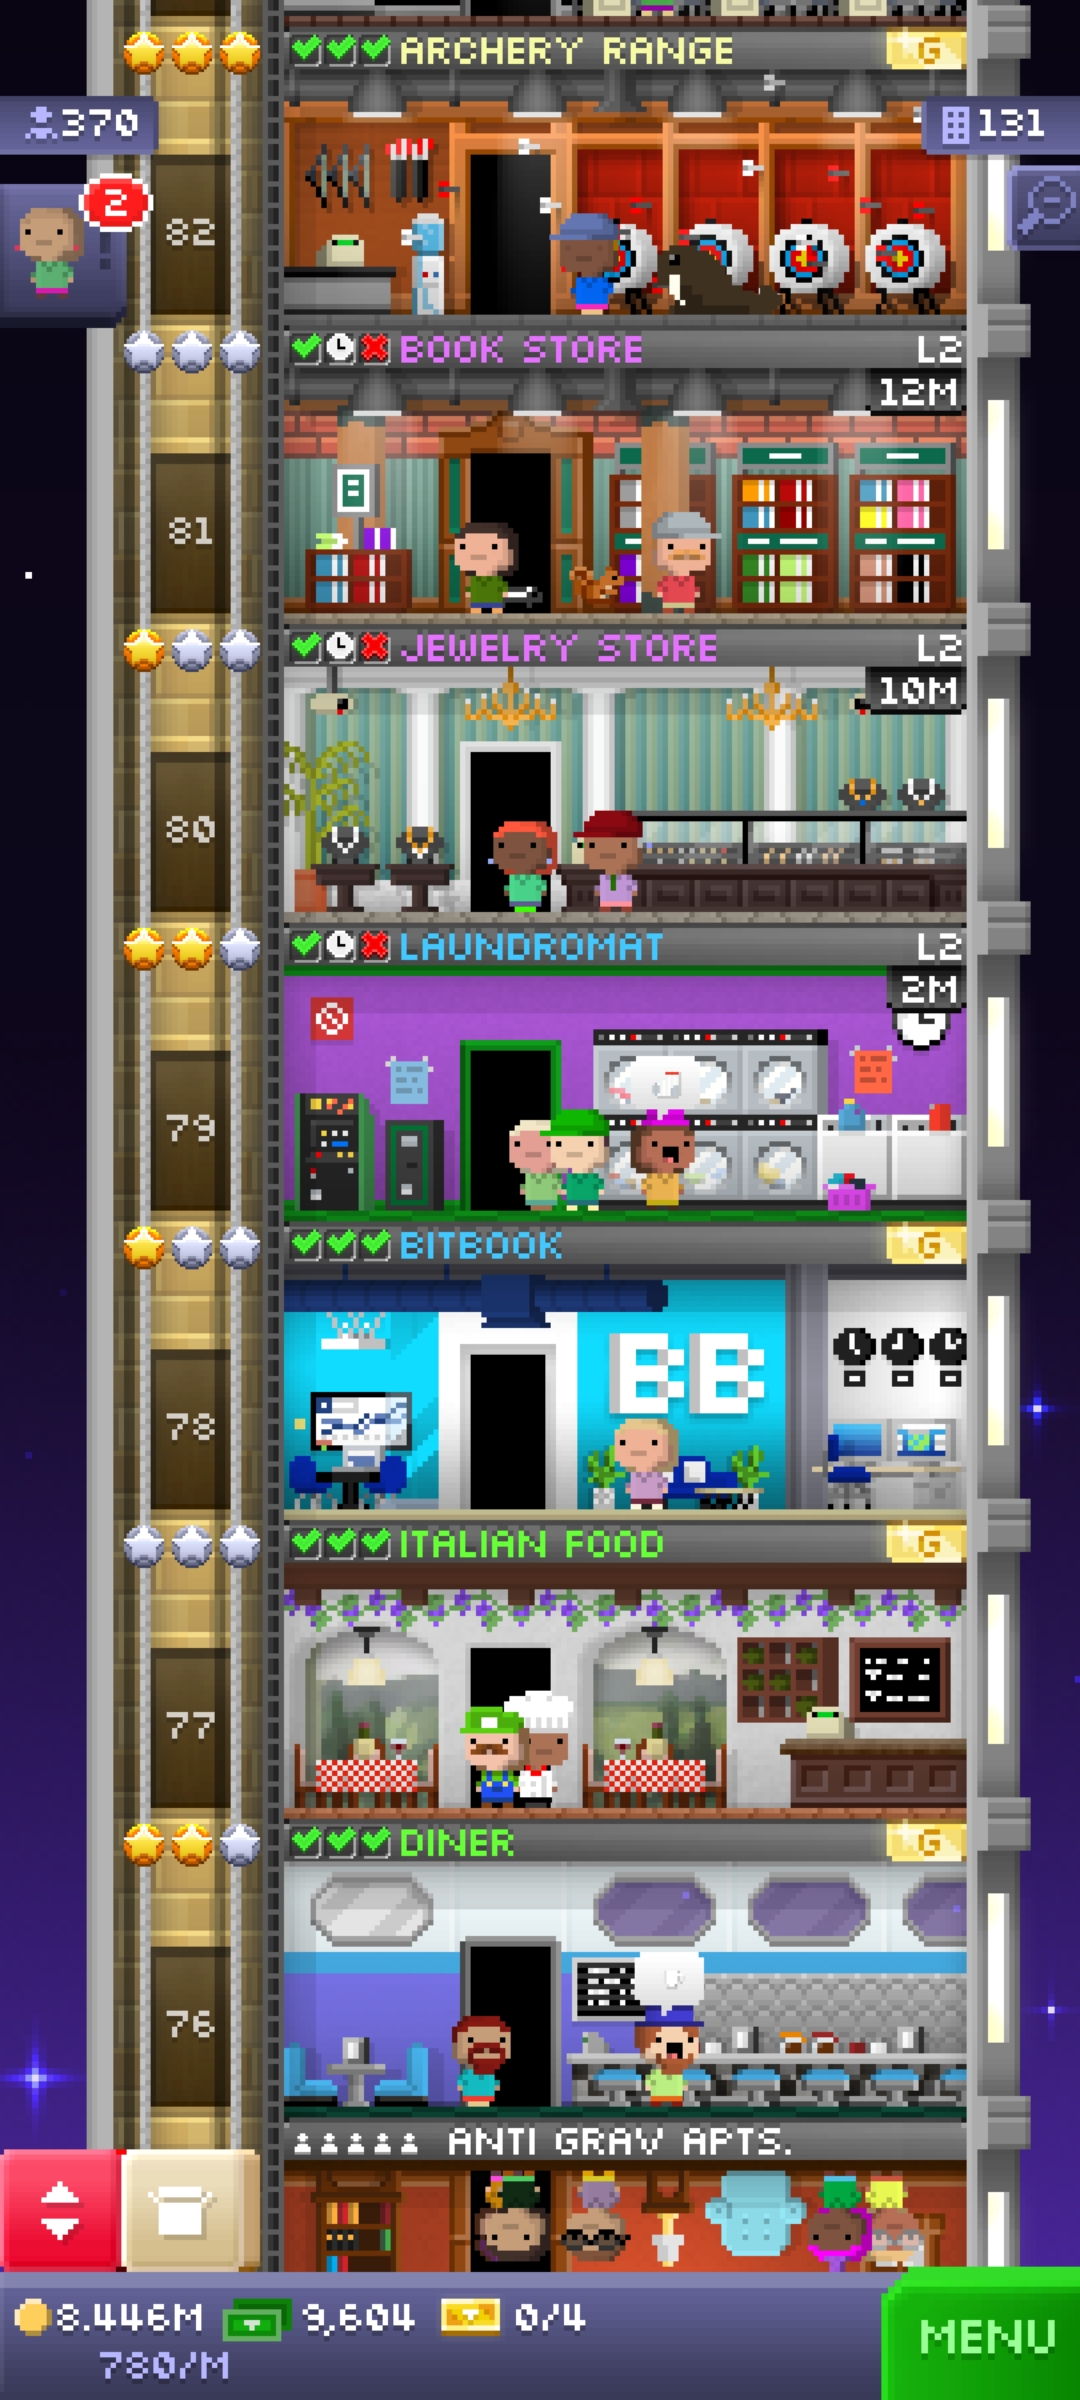 ARCHERY RANGE G
370
131
2
82
BOOK STORE L2
12M
81
JEWELRY STORE L2
10M
80
LAUNDROMAT L2
2M
79
BITBOOK G
BB
78
ITALIAN FOOD G
77
DINER G
76
ANTI GRAV APTS.
8.446M 9,604 0/4
780/M
MENU